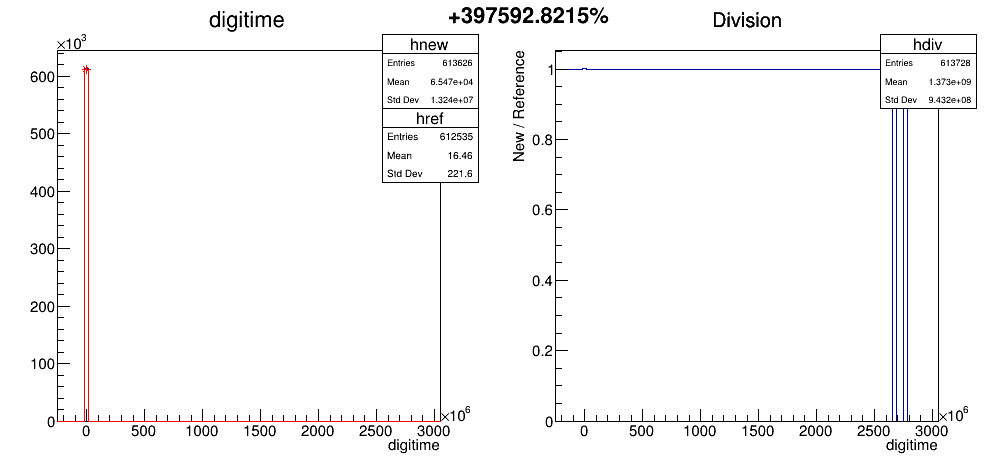 digitime
+397592.8215%
Division
×10³
hnew
Entries 613626
Mean 6.547e+04
Std Dev 1.324e+07
href
Entries 612535
Mean 16.46
Std Dev 221.6
600
500
400
300
200
100
0
0 500 1000 1500 2000 2500 3000
×10⁶
digitime
New / Reference
hdiv
Entries 613728
Mean 1.373e+09
Std Dev 9.432e+08
1
0.8
0.6
0.4
0.2
0
0 500 1000 1500 2000 2500 3000
×10⁶
digitime